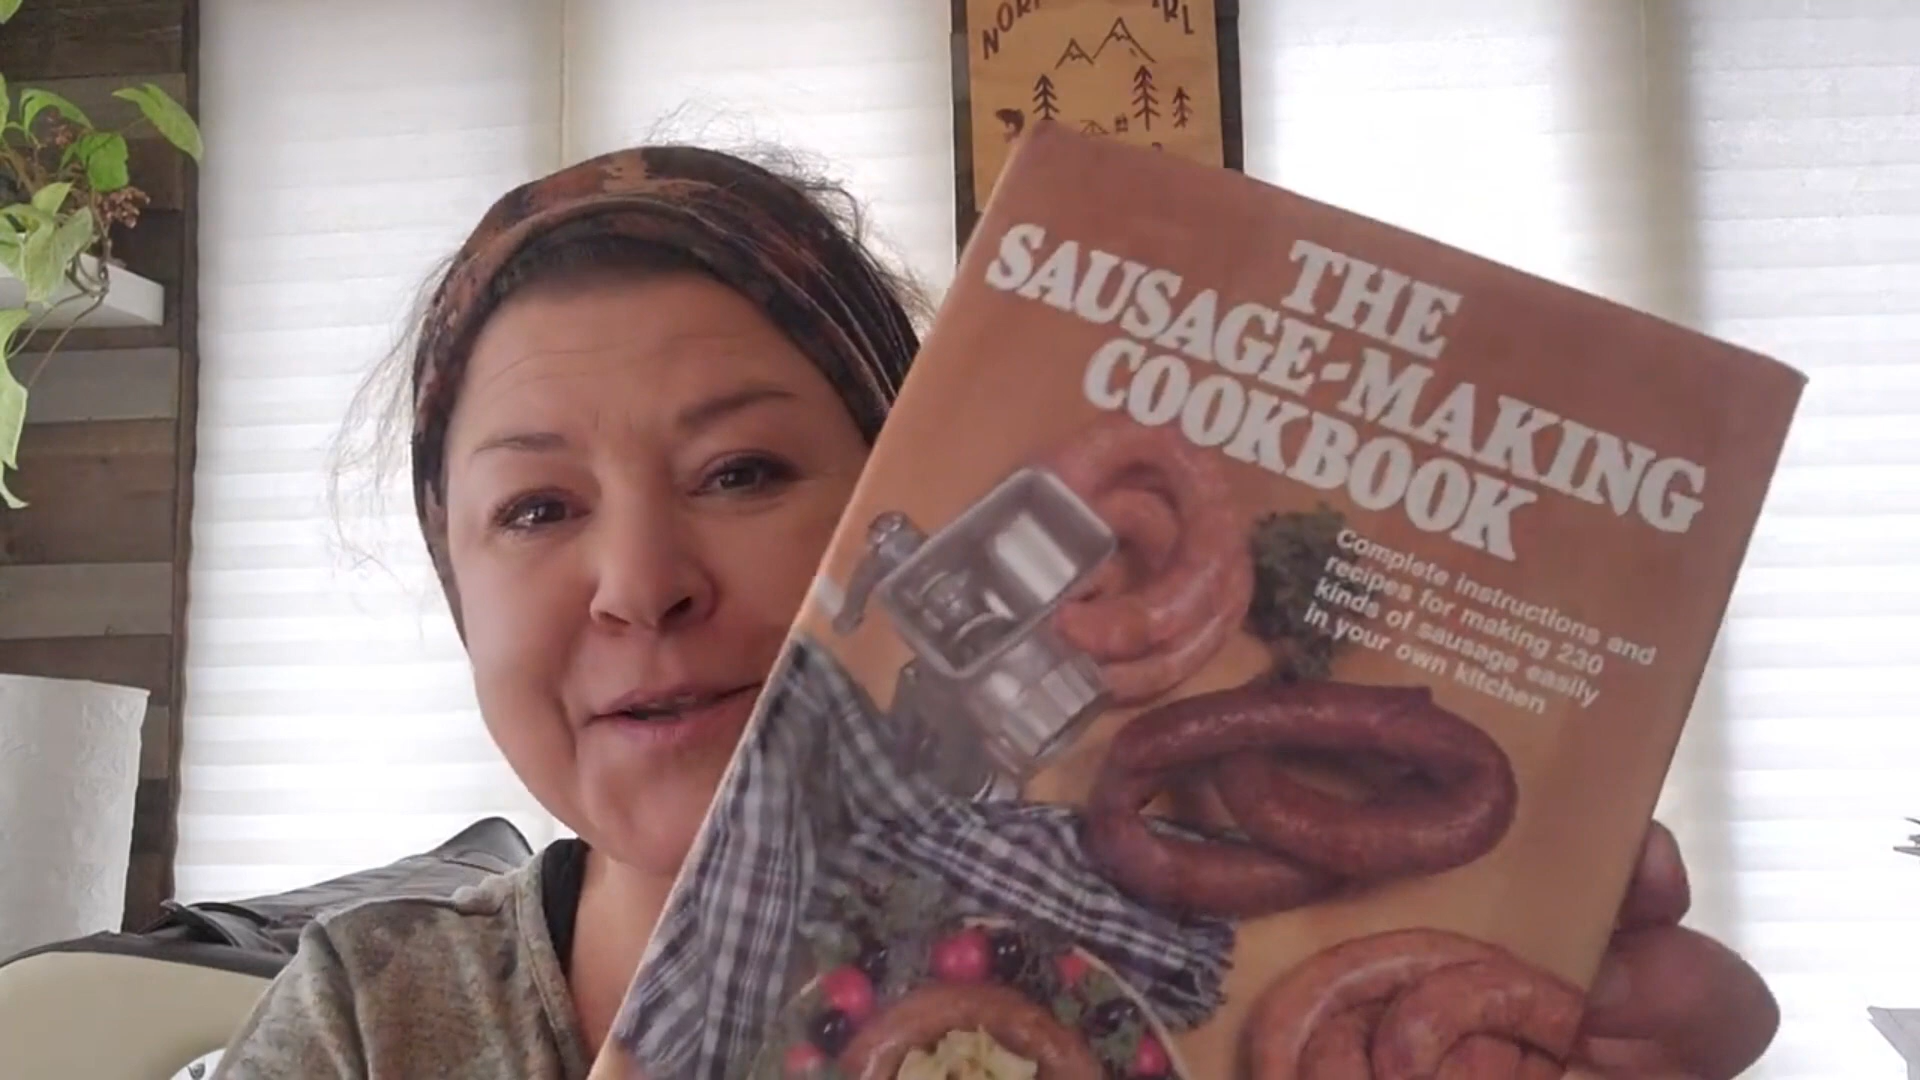 THE
SAUSAGE-MAKING
COOKBOOK
Complete instructions and
recipes for making 230
kinds of sausage easily
in your own kitchen